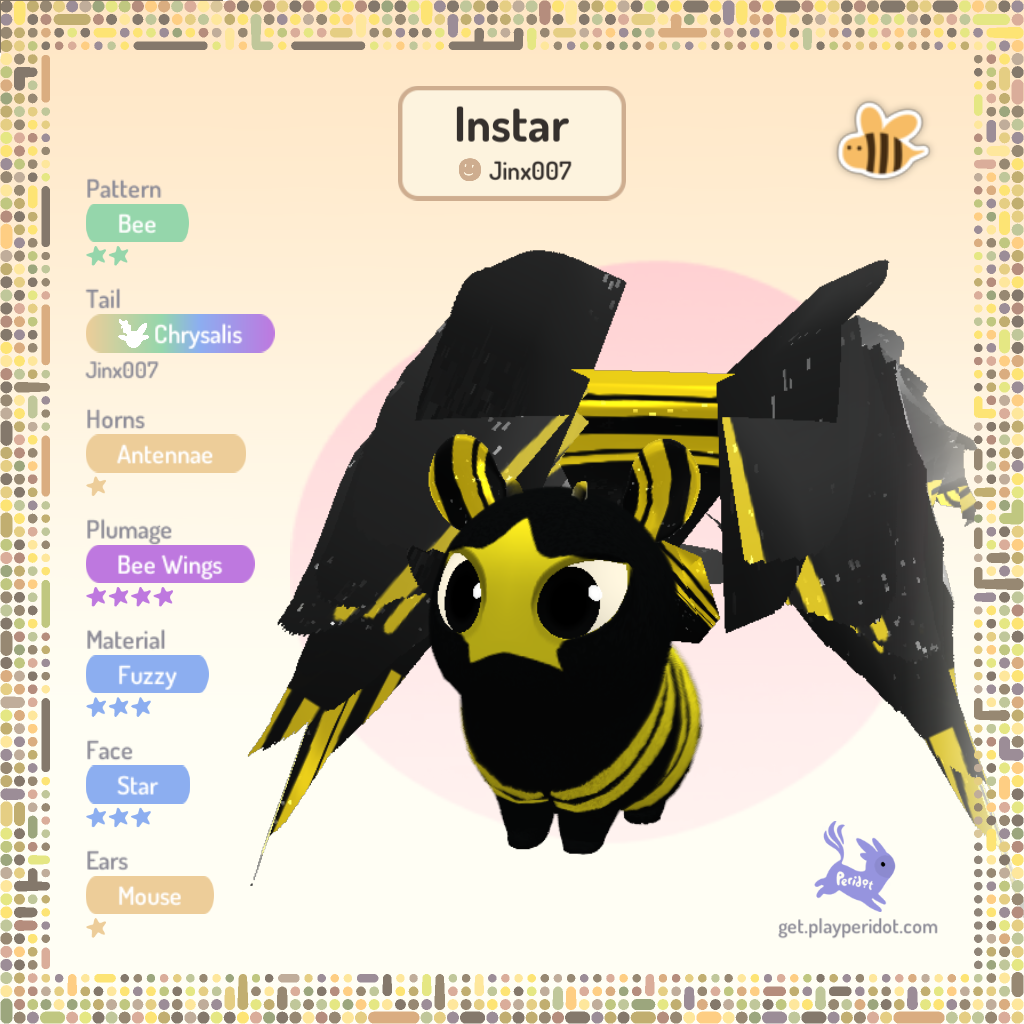 Instar
Jinx007
Pattern
Bee
Tail
Chrysalis
Jinx007
Horns
Antennae
Plumage
Bee Wings
Material
Fuzzy
Face
Star
Ears
Mouse
Peridot
get.playperidot.com